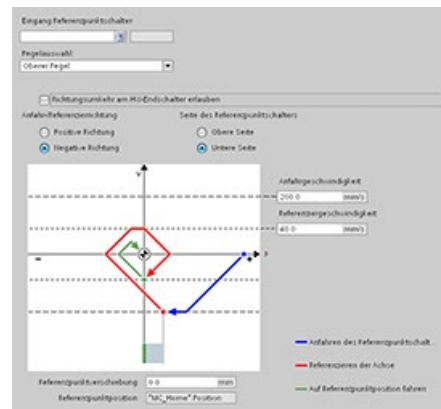 Eingang Referenzpunktschalter
Pegelauswahl:
Oberer Pegel
Richtungsumkehr am HW-Endschalter erlauben
Anfahr-/Referenzierrichtung
Seite des Referenzpunktschalters
Positive Richtung
Obere Seite
Negative Richtung
Untere Seite
v
Anfahrgeschwindigkeit
200.0 mm/s
Referenziergeschwindigkeit
40.0 mm/s
Anfahren des Referenzpunktschalt...
Referenzieren der Achse
Auf Referenzpunktposition fahren
Referenzpunktverschiebung 0.0 mm
Referenzpunktposition: "MC_Home".Position